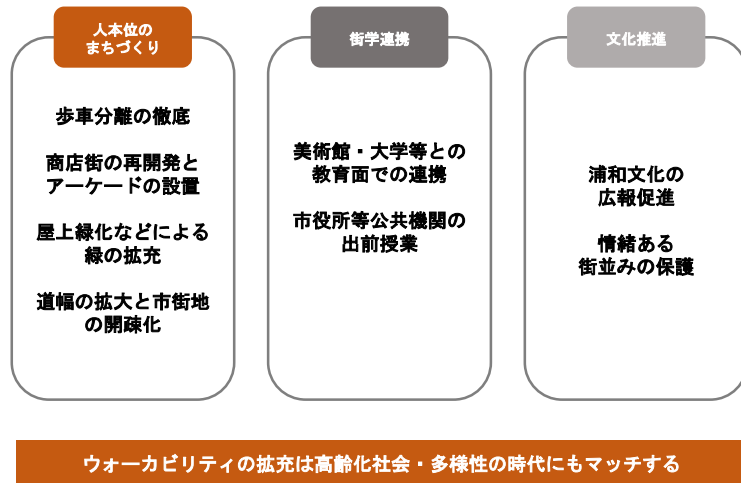 人本位の
まちづくり
歩車分離の徹底
商店街の再開発と
アーケードの設置
屋上緑化などによる
緑の拡充
道幅の拡大と市街地
の開疎化
街学連携
美術館・大学等との
教育面での連携
市役所等公共機関の
出前授業
文化推進
浦和文化の
広報促進
情緒ある
街並みの保護
ウォーカビリティの拡充は高齢化社会・多様性の時代にもマッチする